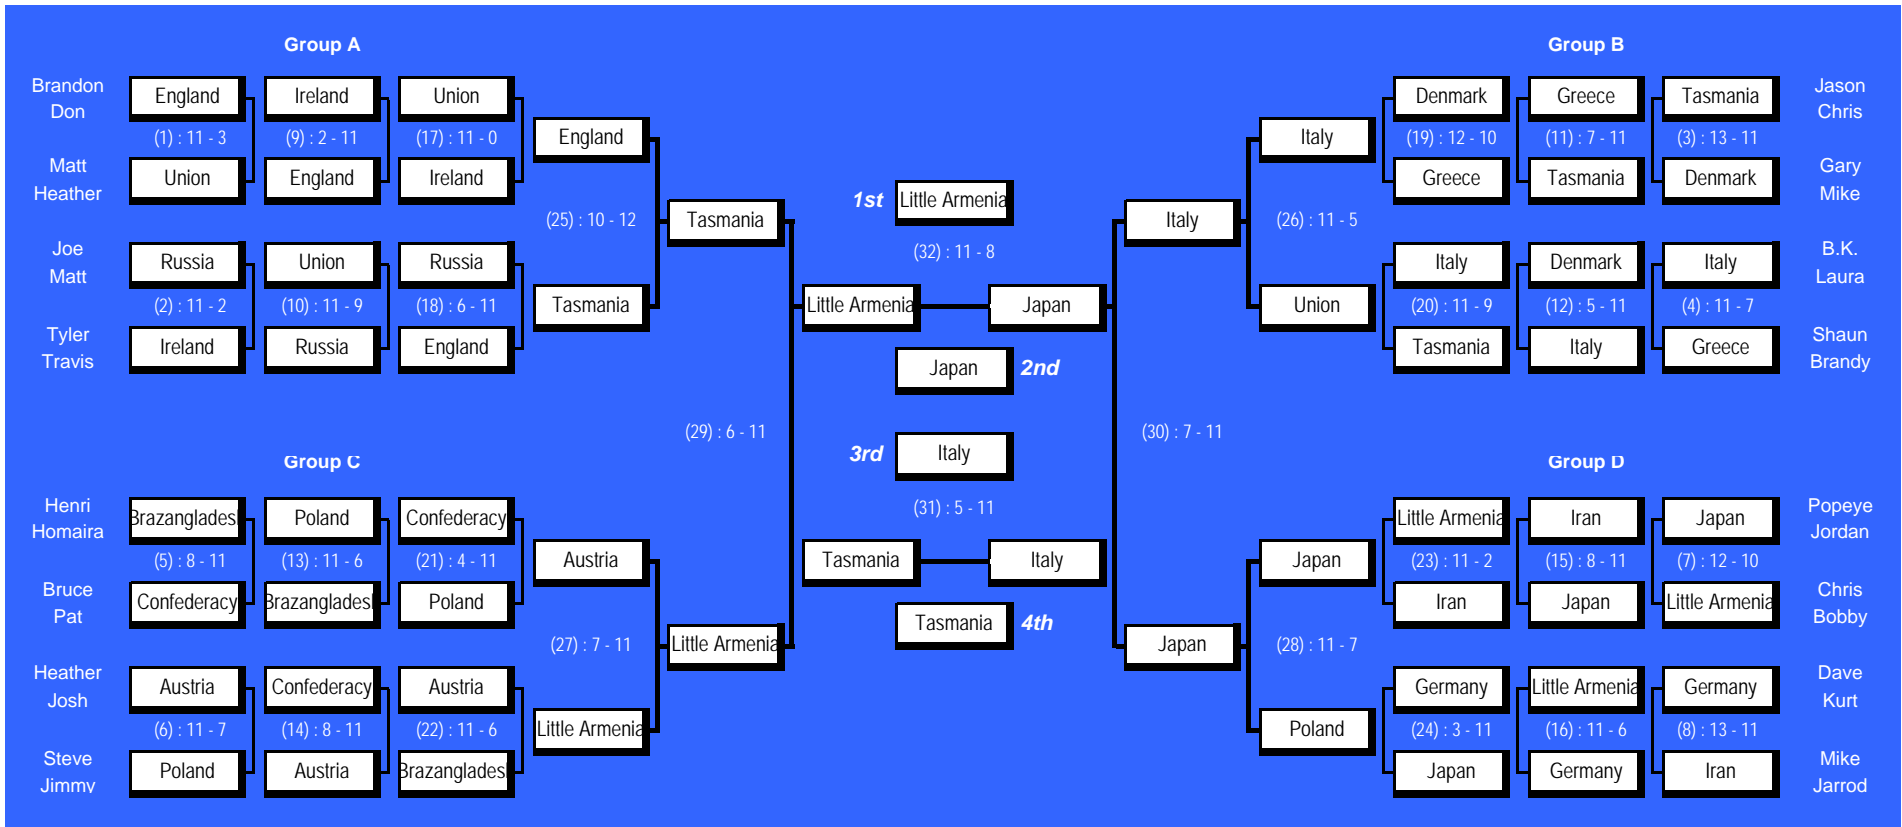 Group A
Group B
Brandon
Don
England
Ireland
Union
(1) : 11 - 3
(9) : 2 - 11
(17) : 11 - 0
Matt
Heather
Union
England
Ireland
England
(25) : 10 - 12
Tasmania
Joe
Matt
Russia
Union
Russia
(2) : 11 - 2
(10) : 11 - 9
(18) : 6 - 11
Tyler
Travis
Ireland
Russia
England
Tasmania
1st
Little Armenia
(32) : 11 - 8
Little Armenia
Japan
Japan
2nd
(29) : 6 - 11
3rd
Italy
(31) : 5 - 11
Tasmania
Italy
Tasmania
4th
Italy
(26) : 11 - 5
Italy
Union
(30) : 7 - 11
Denmark
Greece
Tasmania
Jason
Chris
(19) : 12 - 10
(11) : 7 - 11
(3) : 13 - 11
Greece
Tasmania
Denmark
Gary
Mike
Italy
Denmark
Italy
B.K.
Laura
(20) : 11 - 9
(12) : 5 - 11
(4) : 11 - 7
Tasmania
Italy
Greece
Shaun
Brandy
Group C
Group D
Henri
Homaira
Brazanglades
Poland
Confederacy
(5) : 8 - 11
(13) : 11 - 6
(21) : 4 - 11
Bruce
Pat
Confederacy
Brazanglades
Poland
Austria
(27) : 7 - 11
Little Armenia
Heather
Josh
Austria
Confederacy
Austria
(6) : 11 - 7
(14) : 8 - 11
(22) : 11 - 6
Steve
Jimmy
Poland
Austria
Brazanglades
Little Armenia
Japan
(28) : 11 - 7
Japan
Poland
Little Armenia
Iran
Japan
Popeye
Jordan
(23) : 11 - 2
(15) : 8 - 11
(7) : 12 - 10
Iran
Japan
Little Armenia
Chris
Bobby
Germany
Little Armenia
Germany
Dave
Kurt
(24) : 3 - 11
(16) : 11 - 6
(8) : 13 - 11
Japan
Germany
Iran
Mike
Jarrod